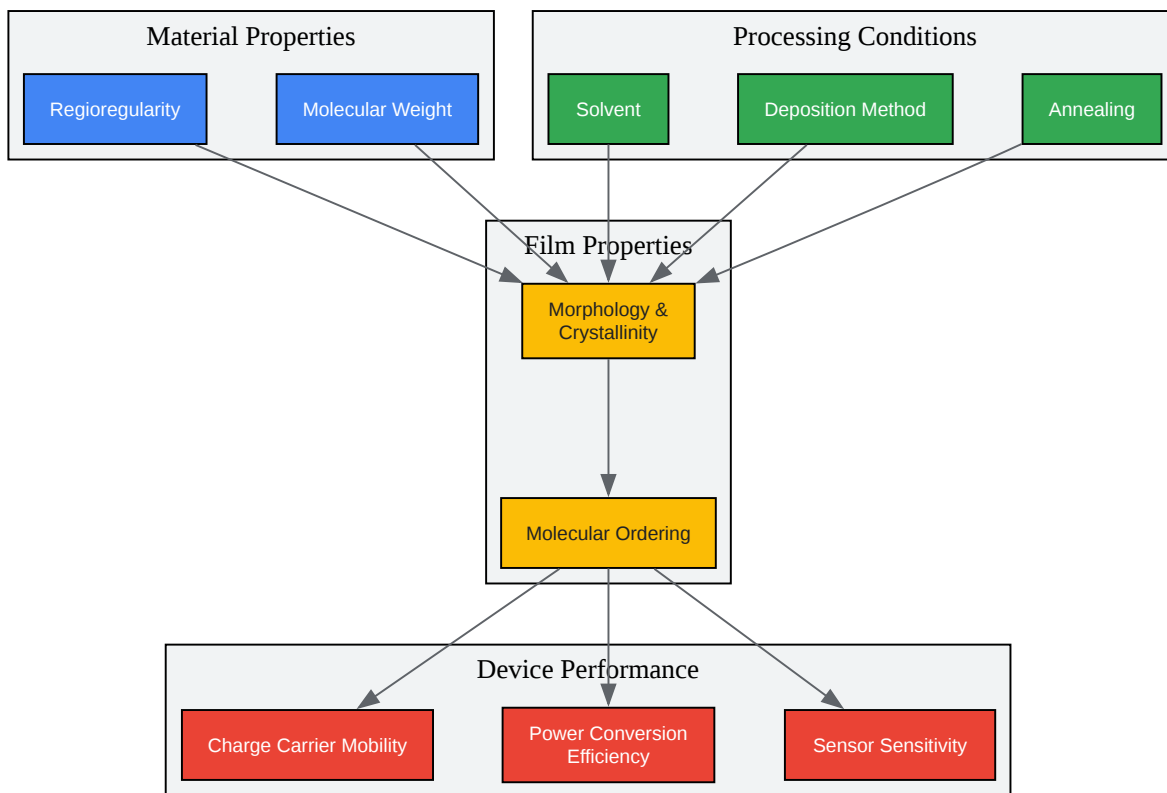 Material Properties
Processing Conditions
Regioregularity
Molecular Weight
Solvent
Deposition Method
Annealing
Film Properties
Morphology &
Crystallinity
Molecular Ordering
Device Performance
Charge Carrier Mobility
Power Conversion
Efficiency
Sensor Sensitivity